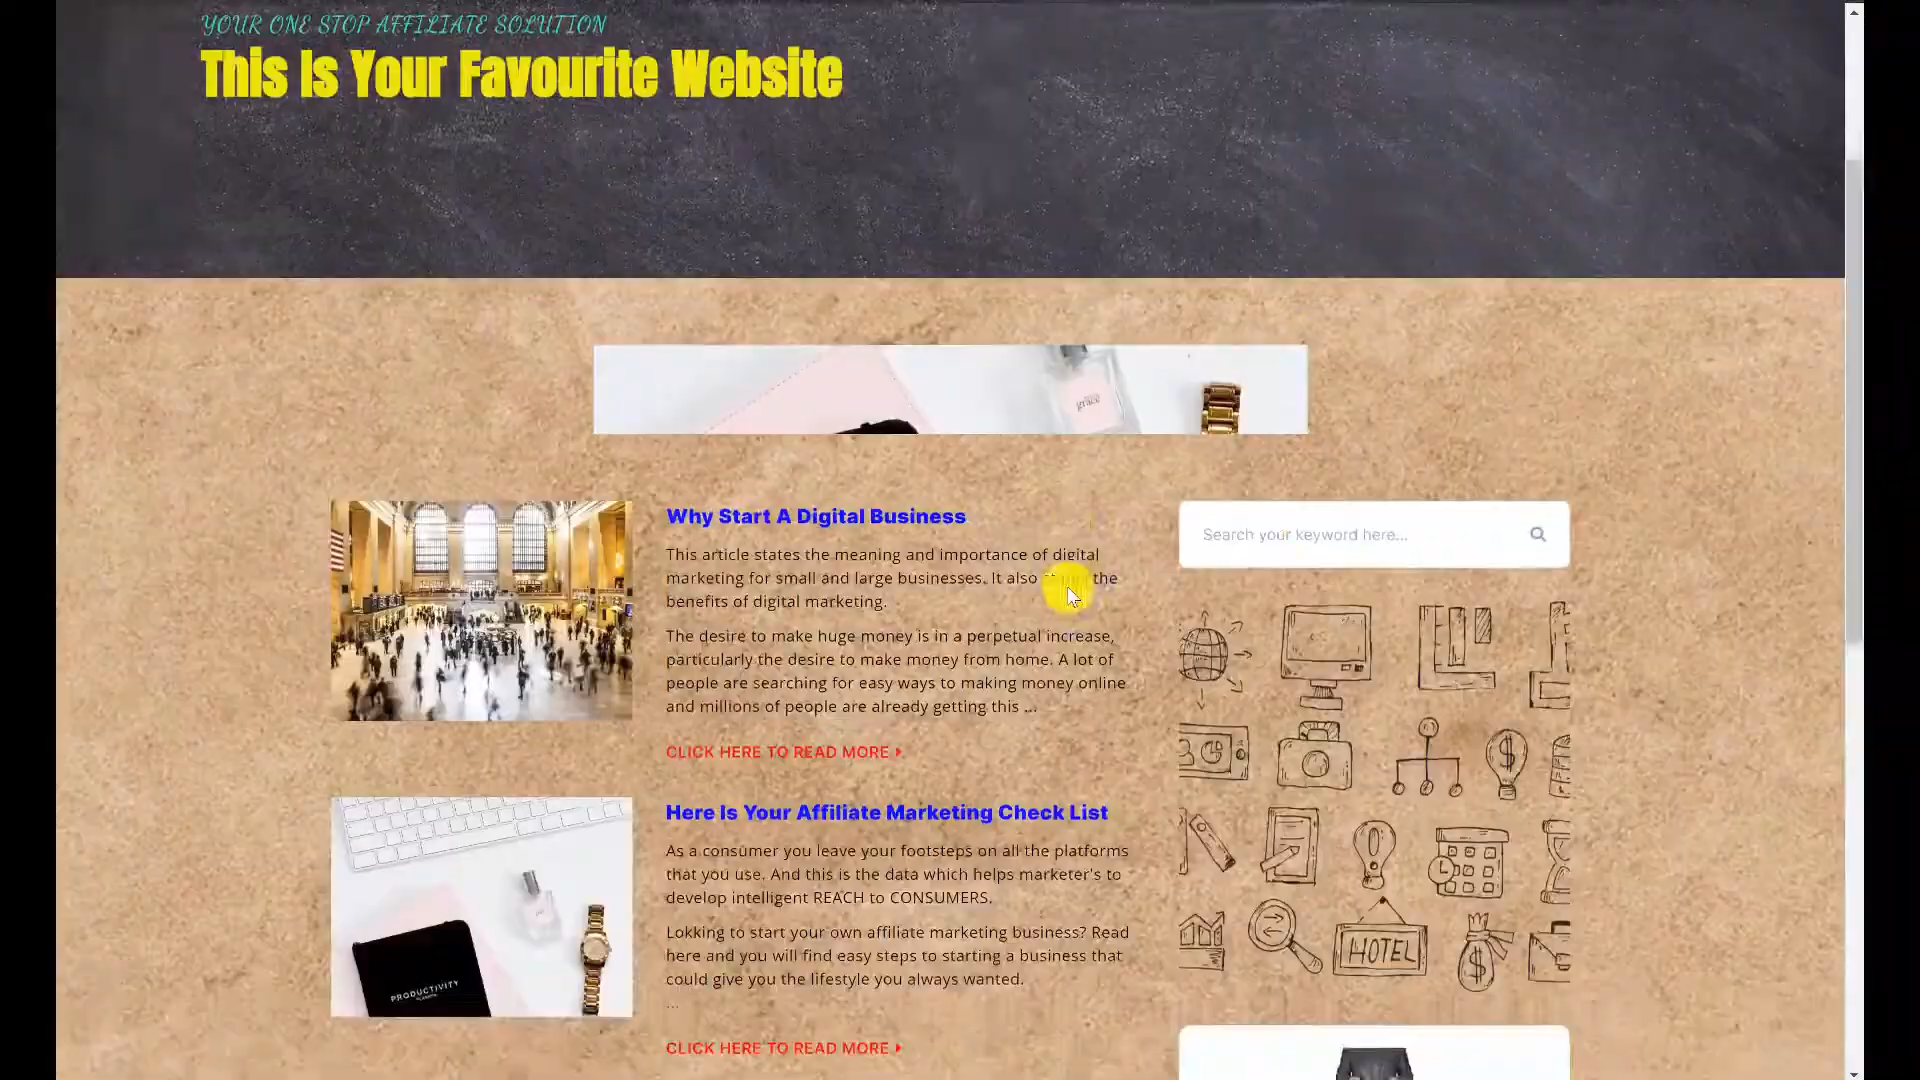 YOUR ONE STOP AFFILIATE SOLUTION
This Is Your Favourite Website
grace
Why Start A Digital Business
This article states the meaning and importance of digital
marketing for small and large businesses. It also the
benefits of digital marketing.
The desire to make huge money is in a perpetual increase,
particularly the desire to make money from home. A lot of
people are searching for easy ways to making money online
and millions of people are already getting this ...
CLICK HERE TO READ MORE
Search your keyword here...
Here Is Your Affiliate Marketing Check List
As a consumer you leave your footsteps on all the platforms
that you use. And this is the data which helps marketer's to
develop intelligent REACH to CONSUMERS.
Lokking to start your own affiliate marketing business? Read
here and you will find easy steps to starting a business that
could give you the lifestyle you always wanted.
...
CLICK HERE TO READ MORE
PRODUCTIVITY
PLANNER
$
HOTEL
$